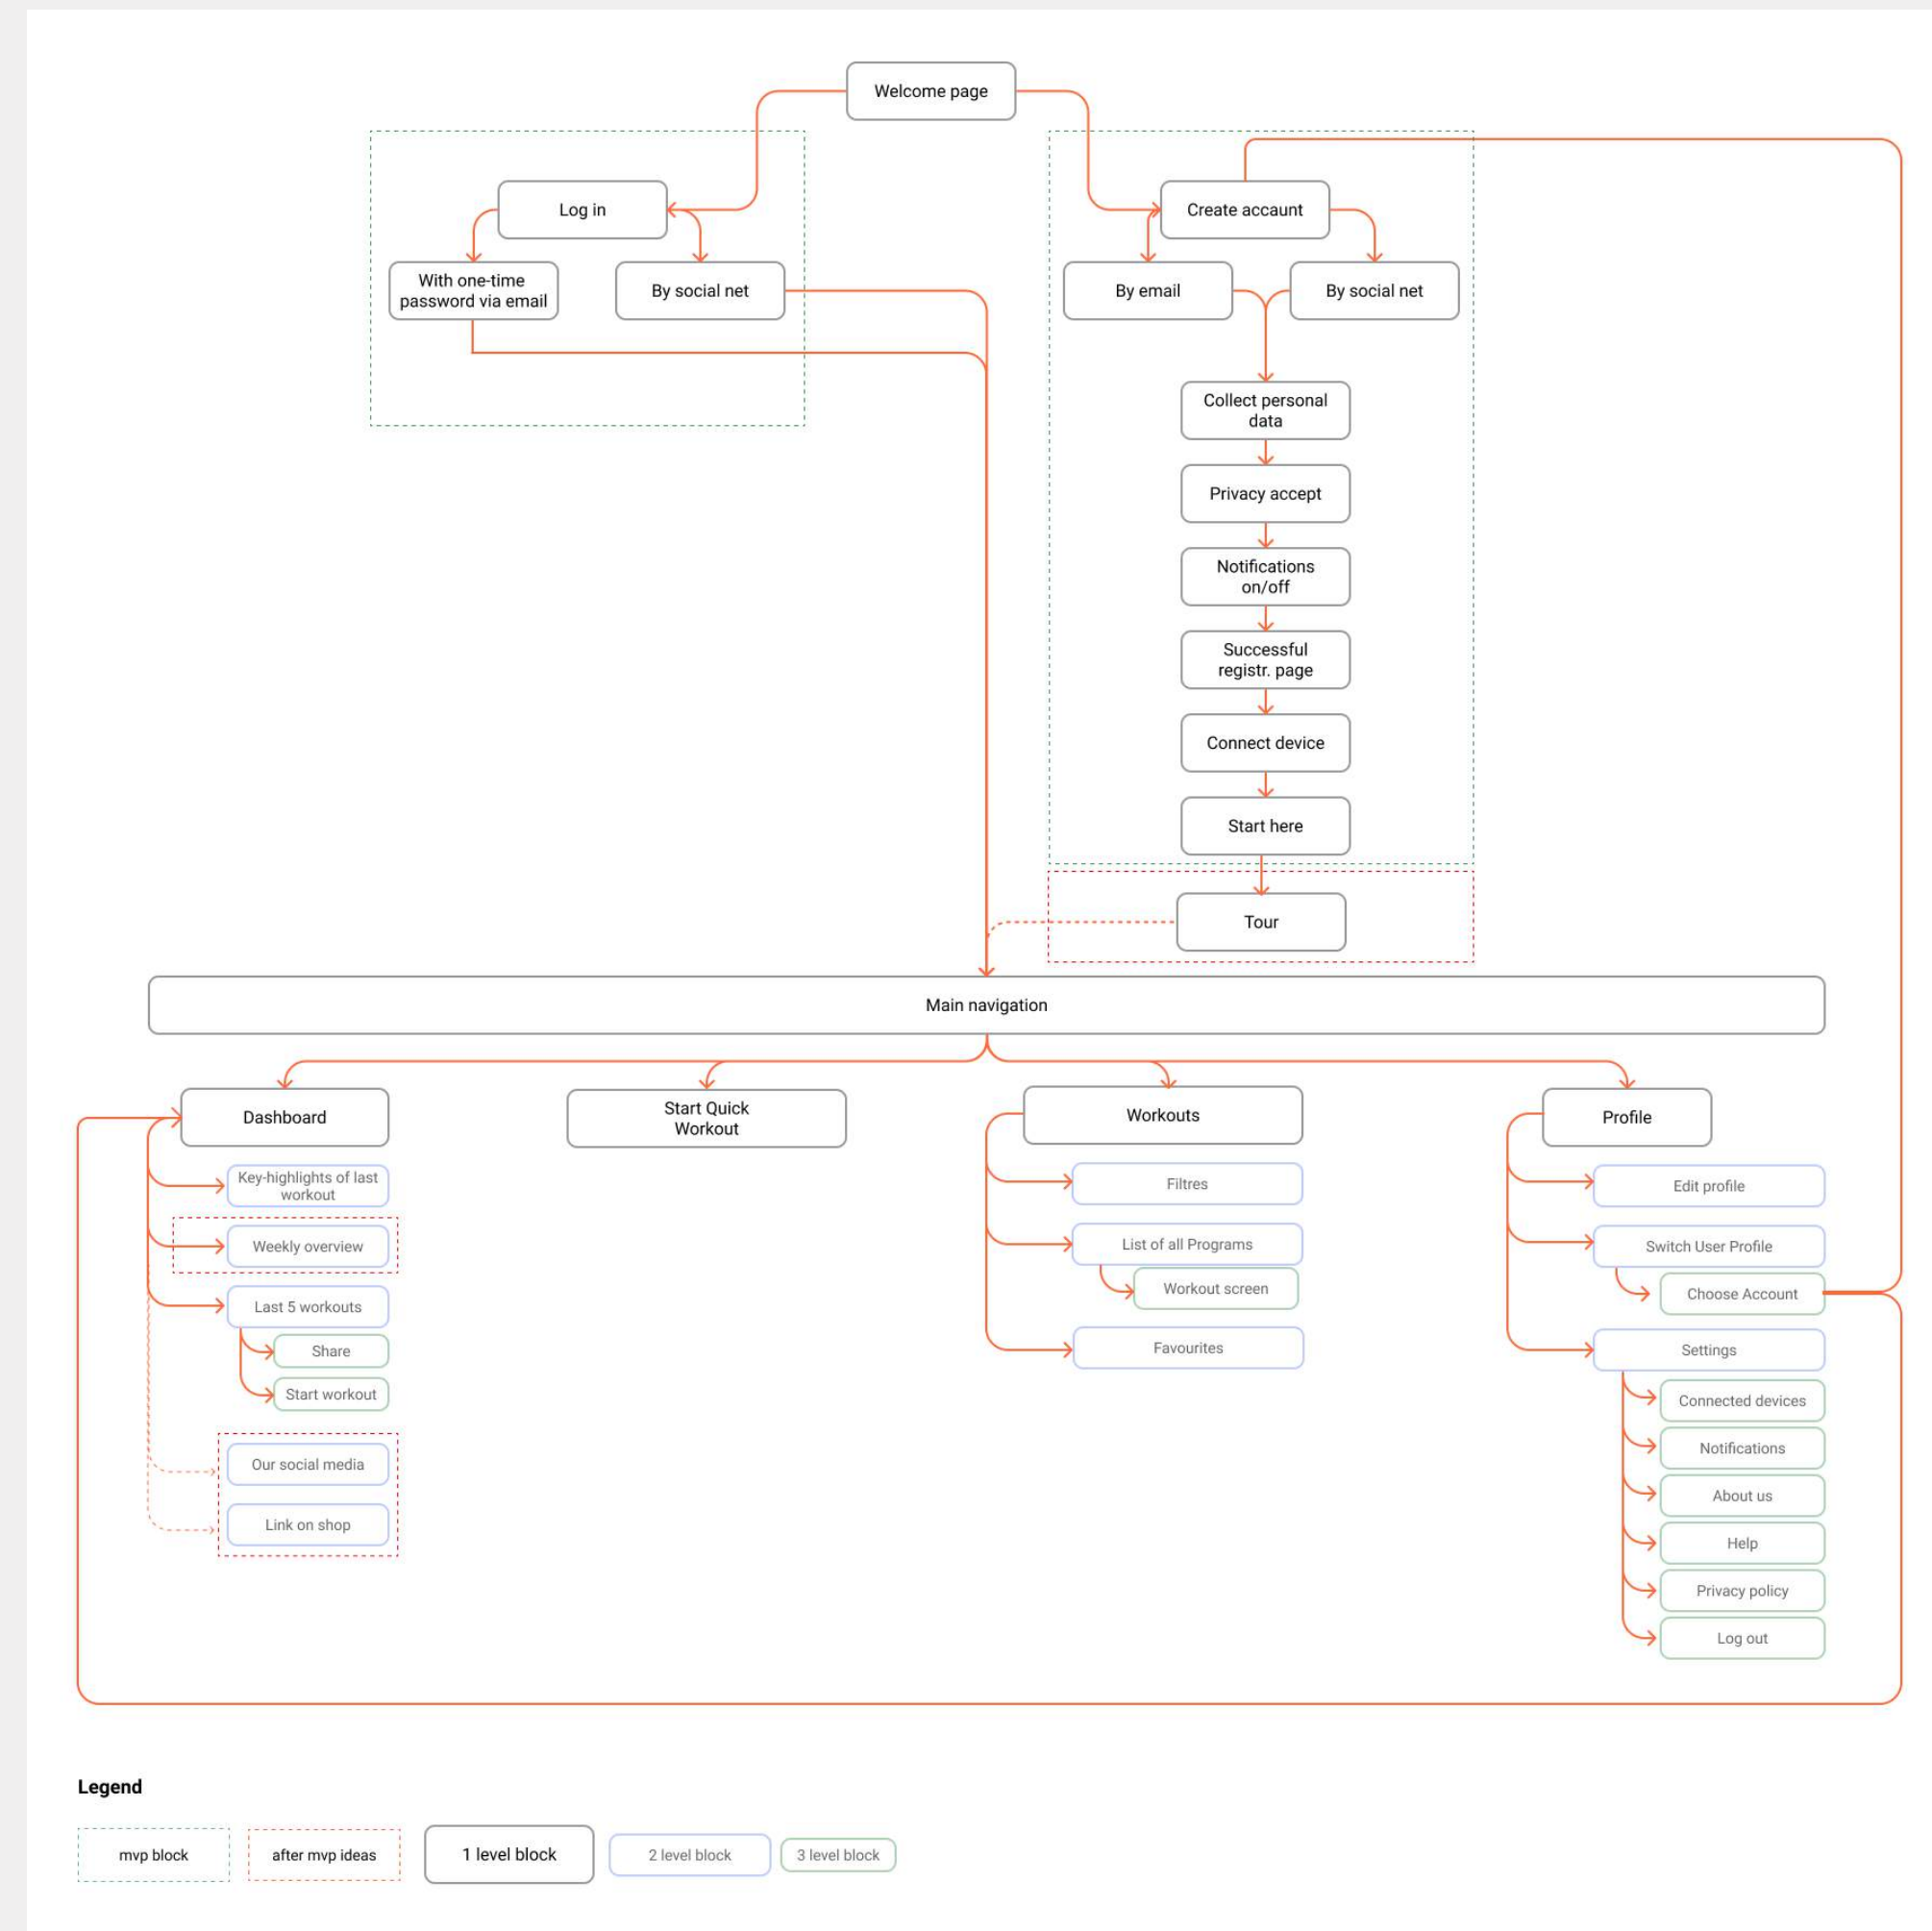 Welcome page
Log in
With one-time
password via email
By social net
Create accaunt
By email
By social net
Collect personal
data
Privacy accept
Notifications
on/off
Successful
registr. page
Connect device
Start here
Tour
Main navigation
Dashboard
Key-highlights of last
workout
Weekly overview
Last 5 workouts
Share
Start workout
Our social media
Link on shop
Start Quick
Workout
Workouts
Filtres
List of all Programs
Workout screen
Favourites
Profile
Edit profile
Switch User Profile
Choose Account
Settings
Connected devices
Notifications
About us
Help
Privacy policy
Log out
Legend
mvp block
after mvp ideas
1 level block
2 level block
3 level block